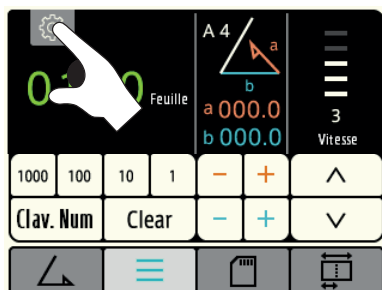 A 4
a
b
Feuille
a 000.0
b 000.0
3
Vitesse
1000 100 10 1 - + 
Clav. Num Clear - +